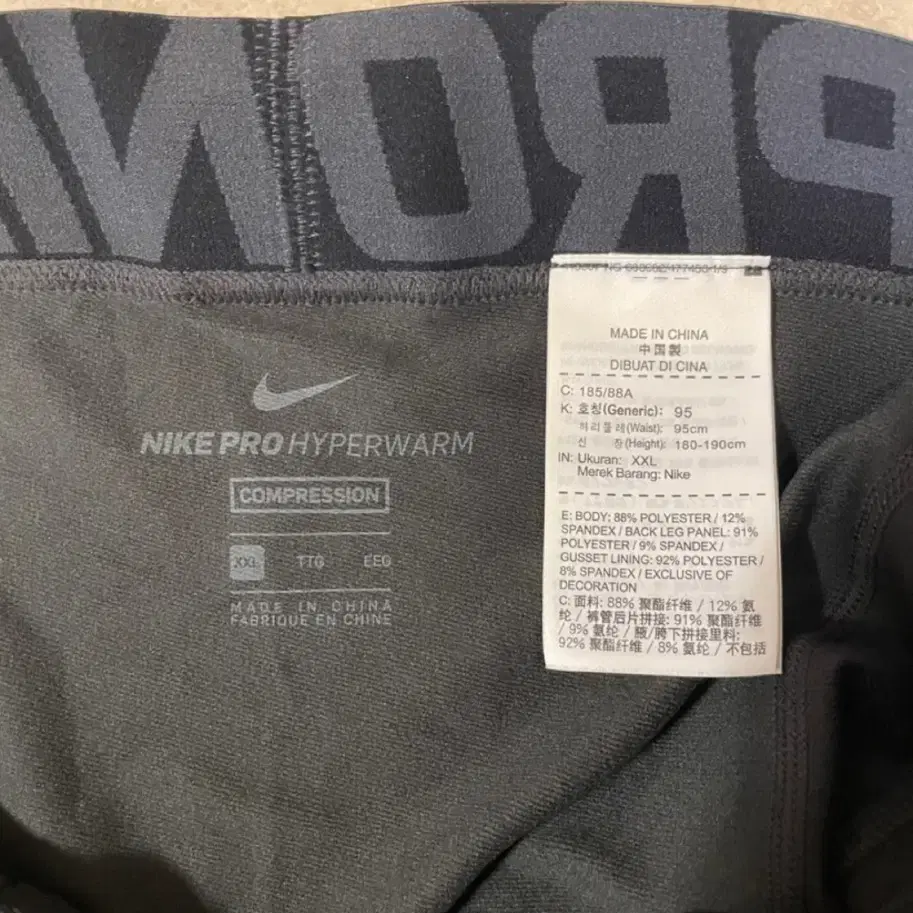 PRO
NIKE PRO HYPERWARM
COMPRESSION
XXL TTG EEG
MADE IN CHINA
FABRIQUE EN CHINE
MADE IN CHINA
中国製
DIBUAT DI CINA
C: 185/88A
K: 호칭(Generic): 95
허리둘레(Waist): 95cm
신 장(Height): 180-190cm
IN: Ukuran: XXL
Merek Barang: Nike
E: BODY: 88% POLYESTER / 12%
SPANDEX / BACK LEG PANEL: 91%
POLYESTER / 9% SPANDEX /
GUSSET LINING: 92% POLYESTER /
8% SPANDEX / EXCLUSIVE OF
DECORATION
C: 面料: 88% 聚酯纤维 / 12% 氨
纶 / 裤管后片拼接: 91% 聚酯纤维
/ 9% 氨纶 / 腋/胯下拼接里料:
92% 聚酯纤维 / 8% 氨纶 / 不包括